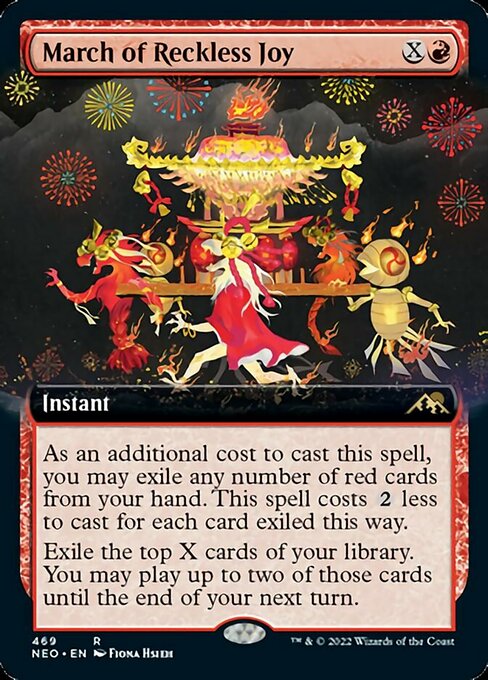 March of Reckless Joy X
Instant
As an additional cost to cast this spell,
you may exile any number of red cards
from your hand. This spell costs 2 less
to cast for each card exiled this way.
Exile the top X cards of your library.
You may play up to two of those cards
until the end of your next turn.
469 R
NEO • EN Fiona Hsieh
™ & © 2022 Wizards of the Coast